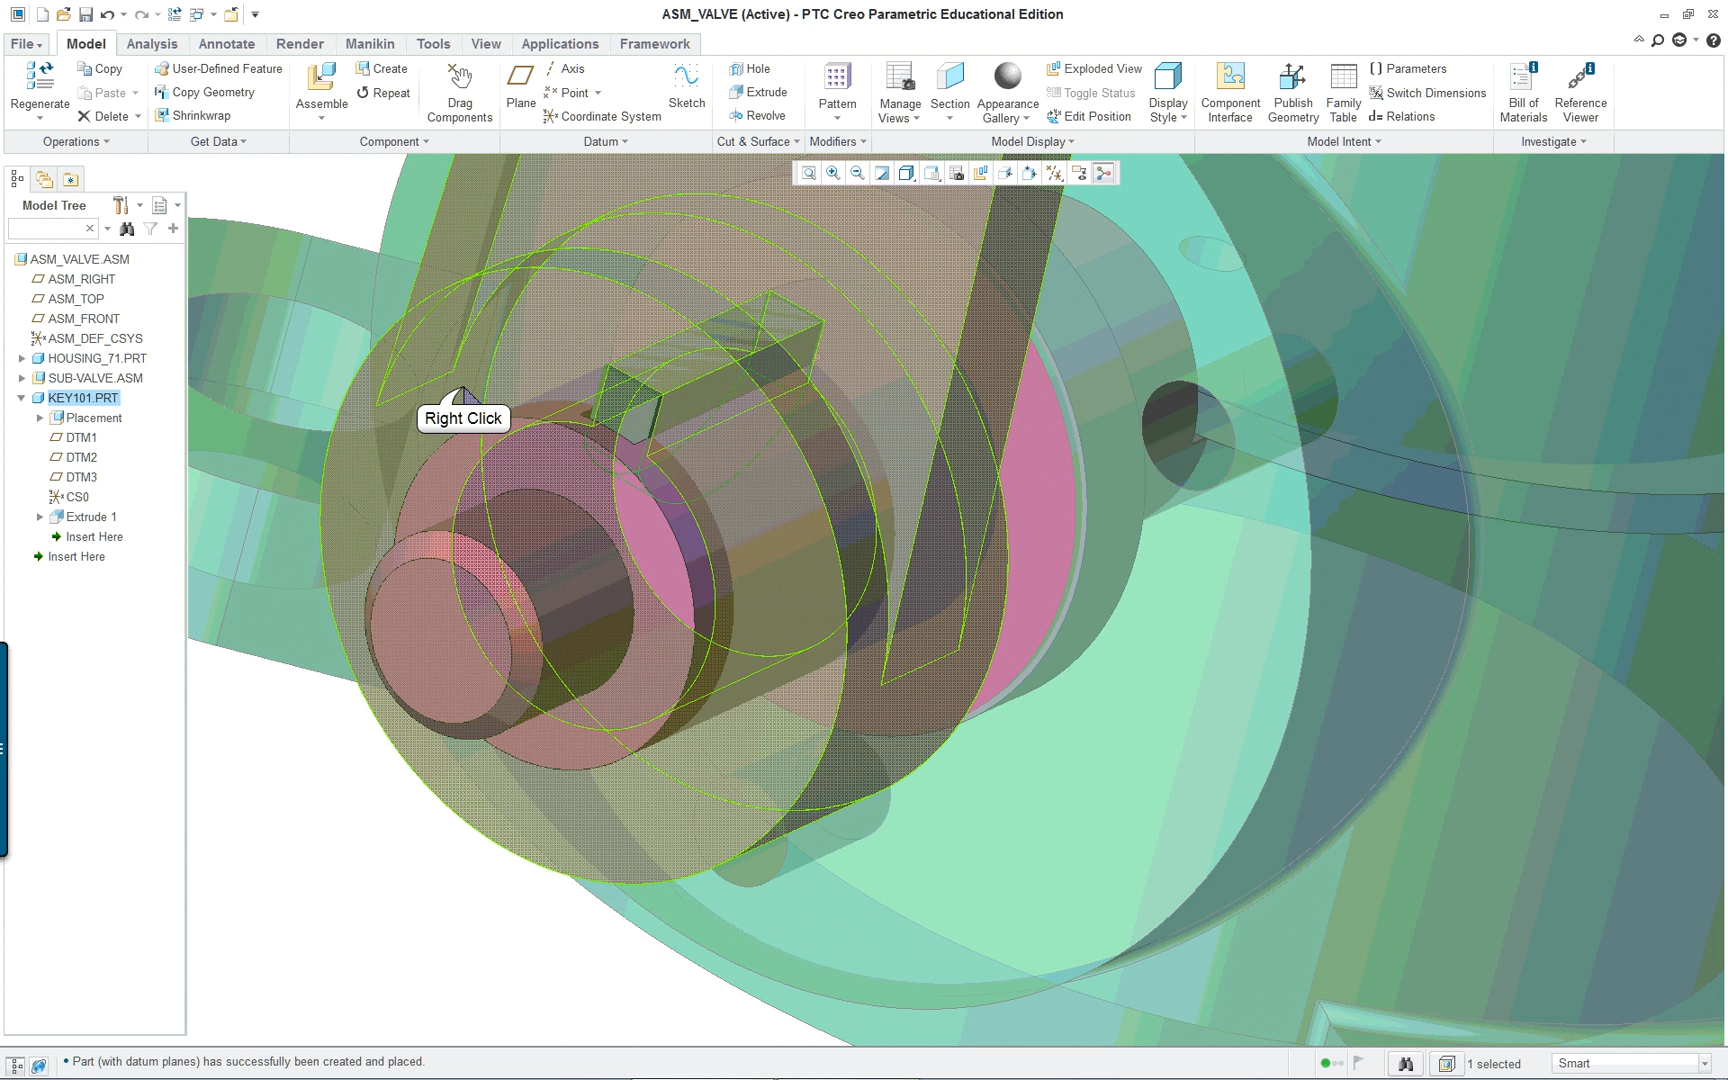 ASM_VALVE (Active) - PTC Creo Parametric Educational Edition
File Model Analysis Annotate Render Manikin Tools View Applications Framework
Regenerate
Copy
Paste
Delete
Operations
User-Defined Feature
Copy Geometry
Shrinkwrap
Get Data
Assemble
Create
Repeat
Drag
Components
Component
Plane
Axis
Point
Coordinate System
Sketch
Datum
Hole
Extrude
Revolve
Cut & Surface
Pattern
Modifiers
Manage
Views
Section
Appearance
Gallery
Exploded View
Toggle Status
Edit Position
Display
Style
Model Display
Component
Interface
Publish
Geometry
Family
Table
Parameters
Switch Dimensions
d= Relations
Model Intent
Bill of
Materials
Reference
Viewer
Investigate
Model Tree
ASM_VALVE.ASM
ASM_RIGHT
ASM_TOP
ASM_FRONT
ASM_DEF_CSYS
HOUSING_71.PRT
SUB-VALVE.ASM
KEY101.PRT
Placement
DTM1
DTM2
DTM3
CS0
Extrude 1
Insert Here
Insert Here
Right Click
• Part (with datum planes) has successfully been created and placed.
1 selected
Smart